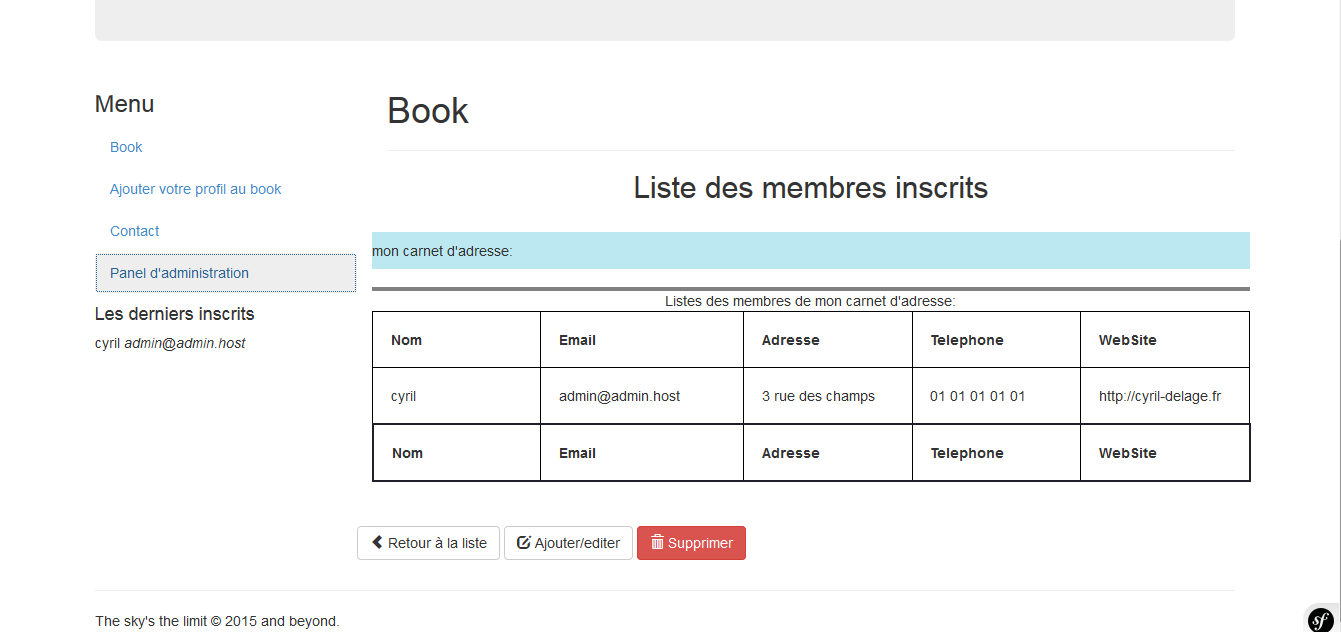 Menu
Book
Ajouter votre profil au book
Contact
Panel d'administration
Les derniers inscrits
cyril admin@admin.host
Book
Liste des membres inscrits
mon carnet d'adresse:
Listes des membres de mon carnet d'adresse:
Nom Email Adresse Telephone WebSite
cyril admin@admin.host 3 rue des champs 01 01 01 01 01 http://cyril-delage.fr
Nom Email Adresse Telephone WebSite
Retour à la liste Ajouter/editer Supprimer
The sky's the limit © 2015 and beyond.
sf